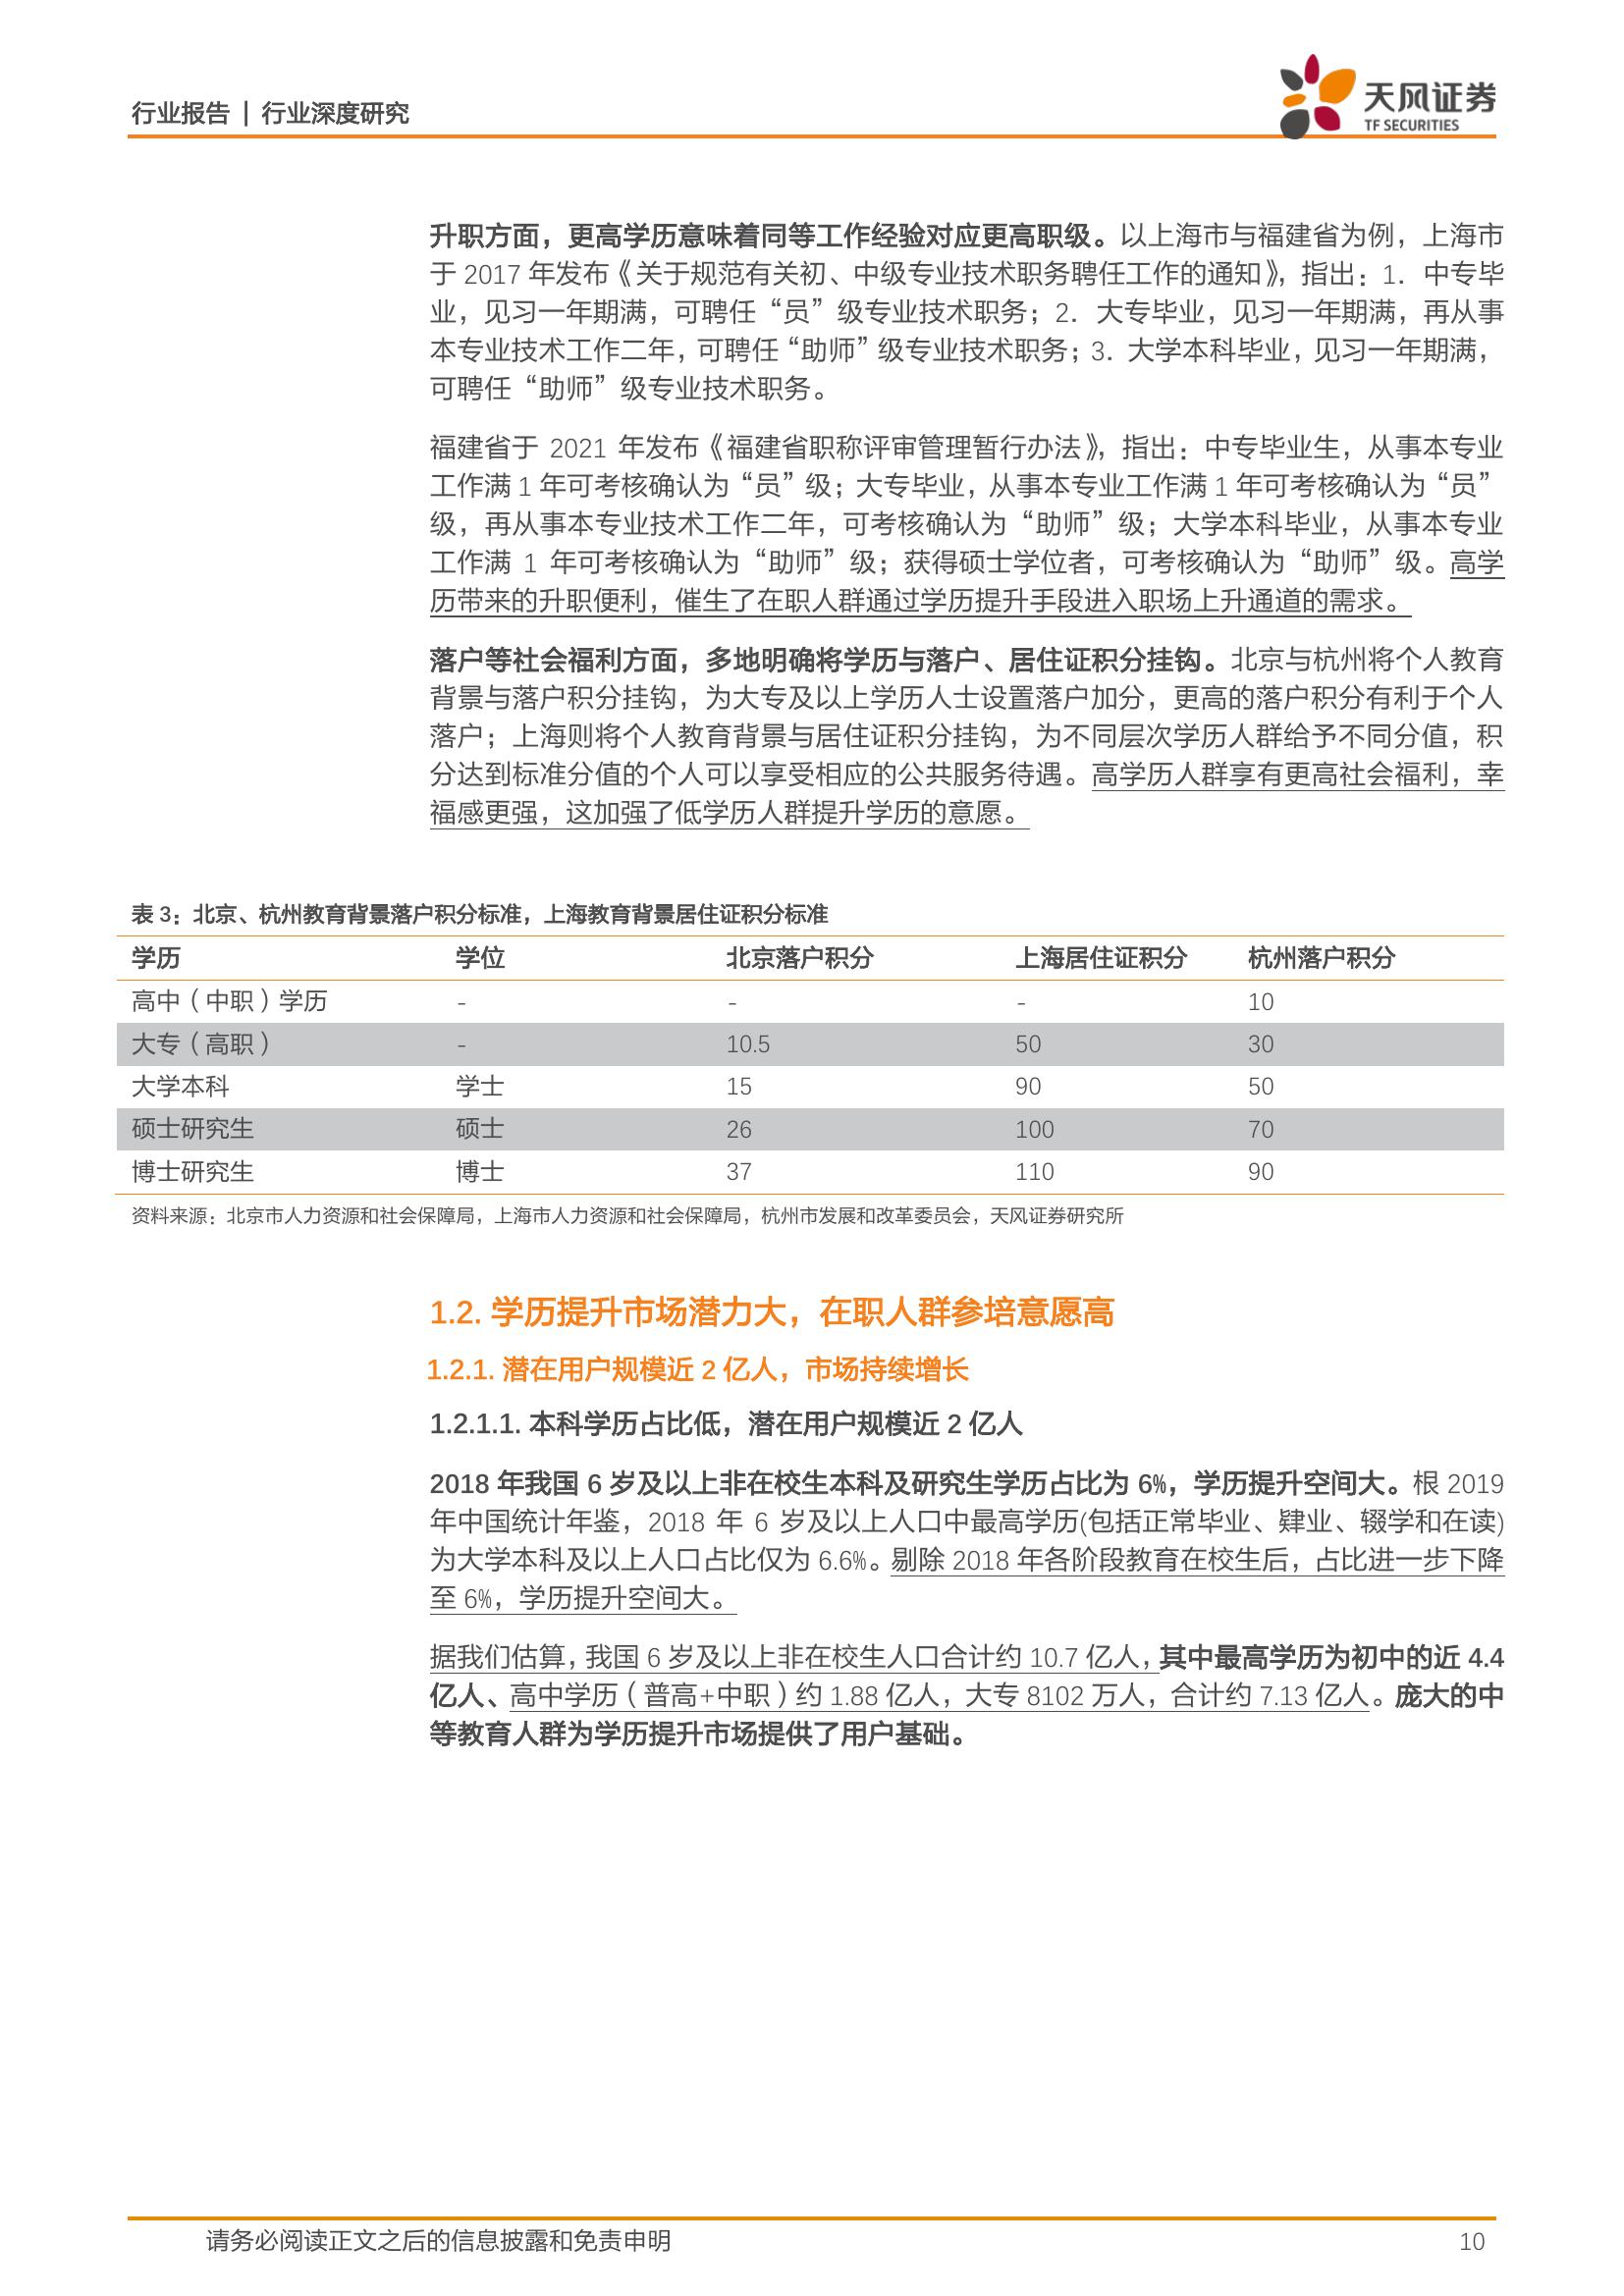 行业报告 | 行业深度研究
天风证券
TF SECURITIES
升职方面，更高学历意味着同等工作经验对应更高职级。以上海市与福建省为例，上海市
于 2017 年发布《关于规范有关初、中级专业技术职务聘任工作的通知》，指出：1. 中专毕
业，见习一年期满，可聘任“员”级专业技术职务；2. 大专毕业，见习一年期满，再从事
本专业技术工作二年，可聘任“助师”级专业技术职务；3. 大学本科毕业，见习一年期满，
可聘任“助师”级专业技术职务。
福建省于 2021 年发布《福建省职称评审管理暂行办法》，指出：中专毕业生，从事本专业
工作满 1 年可考核确认为“员”级；大专毕业，从事本专业工作满 1 年可考核确认为“员”
级，再从事本专业技术工作二年，可考核确认为“助师”级；大学本科毕业，从事本专业
工作满 1 年可考核确认为“助师”级；获得硕士学位者，可考核确认为“助师”级。高学
历带来的升职便利，催生了在职人群通过学历提升手段进入职场上升通道的需求。
落户等社会福利方面，多地明确将学历与落户、居住证积分挂钩。北京与杭州将个人教育
背景与落户积分挂钩，为大专及以上学历人士设置落户加分，更高的落户积分有利于个人
落户；上海则将个人教育背景与居住证积分挂钩，为不同层次学历人群给予不同分值，积
分达到标准分值的个人可以享受相应的公共服务待遇。高学历人群享有更高社会福利，幸
福感更强，这加强了低学历人群提升学历的意愿。
表 3：北京、杭州教育背景落户积分标准，上海教育背景居住证积分标准
学历 学位 北京落户积分 上海居住证积分 杭州落户积分
高中（中职）学历 - - - 10
大专（高职） - 10.5 50 30
大学本科 学士 15 90 50
硕士研究生 硕士 26 100 70
博士研究生 博士 37 110 90
资料来源：北京市人力资源和社会保障局，上海市人力资源和社会保障局，杭州市发展和改革委员会，天风证券研究所
1.2. 学历提升市场潜力大，在职人群参培意愿高
1.2.1. 潜在用户规模近 2 亿人，市场持续增长
1.2.1.1. 本科学历占比低，潜在用户规模近 2 亿人
2018 年我国 6 岁及以上非在校生本科及研究生学历占比为 6%，学历提升空间大。根 2019
年中国统计年鉴，2018 年 6 岁及以上人口中最高学历(包括正常毕业、肄业、辍学和在读)
为大学本科及以上人口占比仅为 6.6%。剔除 2018 年各阶段教育在校生后，占比进一步下降
至 6%，学历提升空间大。
据我们估算，我国 6 岁及以上非在校生人口合计约 10.7 亿人，其中最高学历为初中的近 4.4
亿人、高中学历（普高+中职）约 1.88 亿人，大专 8102 万人，合计约 7.13 亿人。庞大的中
等教育人群为学历提升市场提供了用户基础。
请务必阅读正文之后的信息披露和免责申明
10